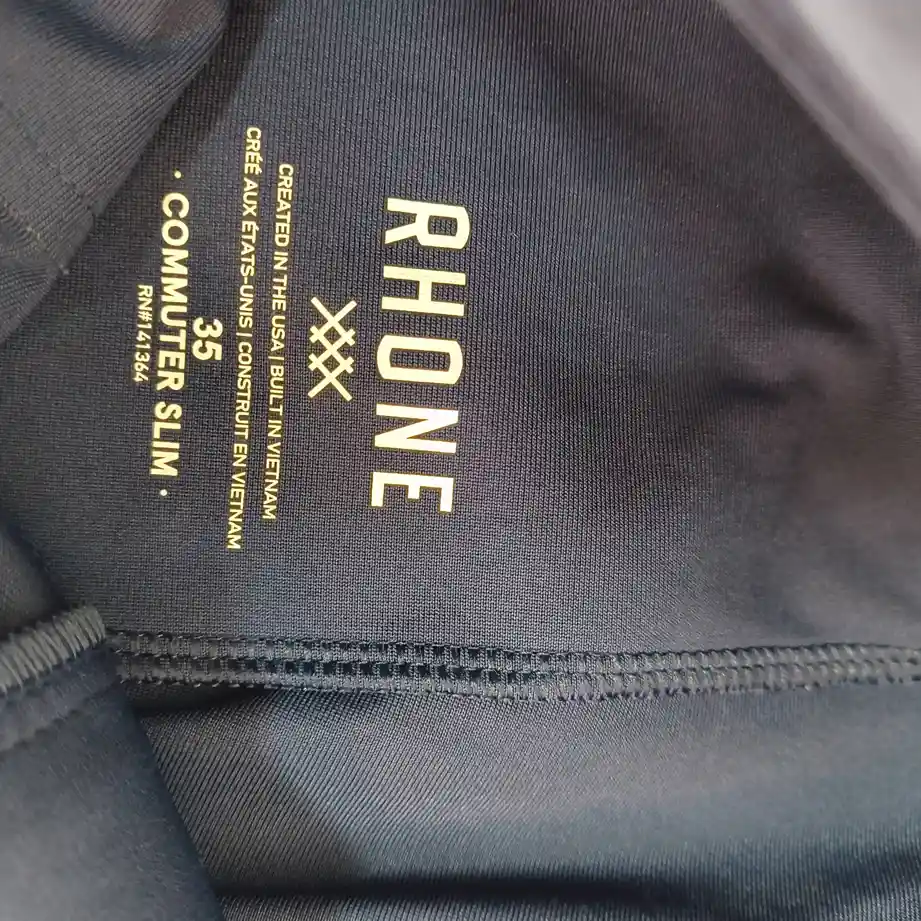 RHONE
CREATED IN THE USA | BUILT IN VIETNAM
CRÉÉ AUX ÉTATS-UNIS | CONSTRUIT EN VIETNAM
35
· COMMUTER SLIM ·
RN#141364